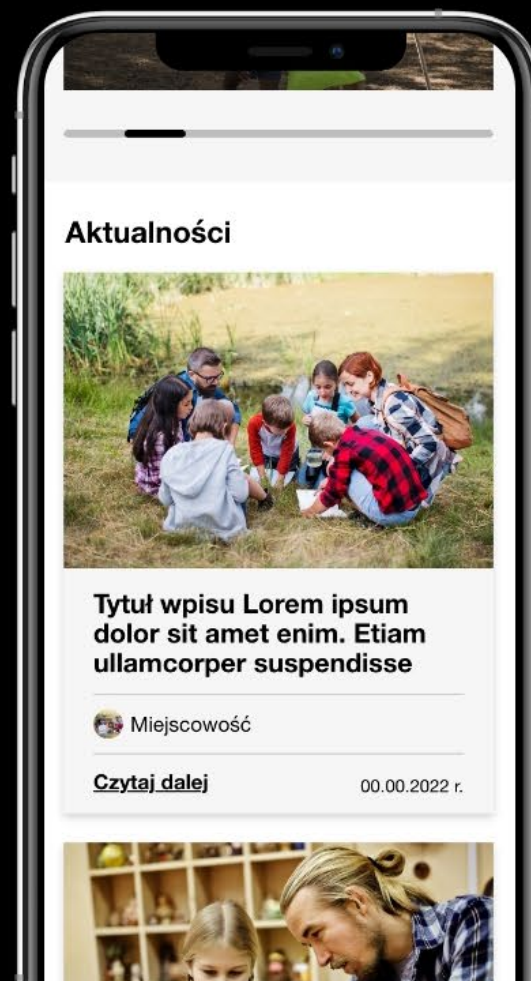 Aktualności
Tytuł wpisu Lorem ipsum
dolor sit amet enim. Etiam
ullamcorper suspendisse
Miejscowość
Czytaj dalej
00.00.2022 r.